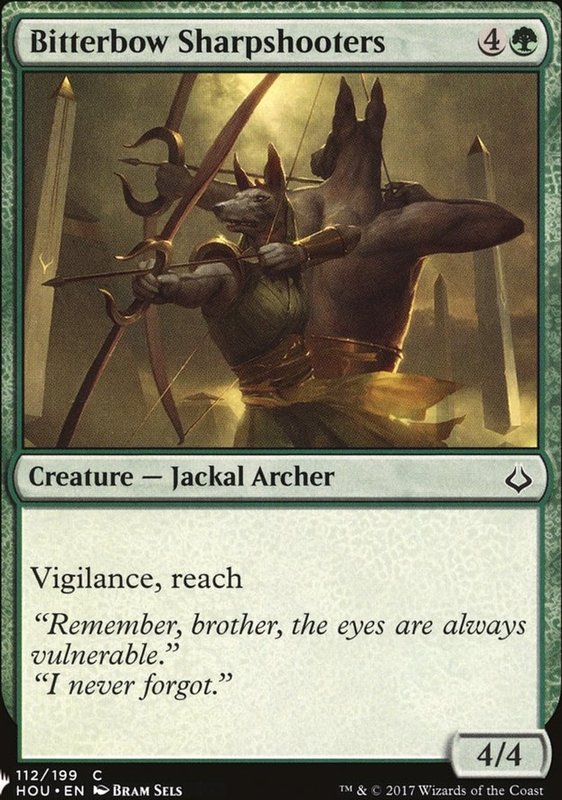 Bitterbow Sharpshooters 4
Creature — Jackal Archer
Vigilance, reach
“Remember, brother, the eyes are always
vulnerable.”
“I never forgot.”
4/4
112/199 C
HOU • EN Bram Sels
™ & © 2017 Wizards of the Coast